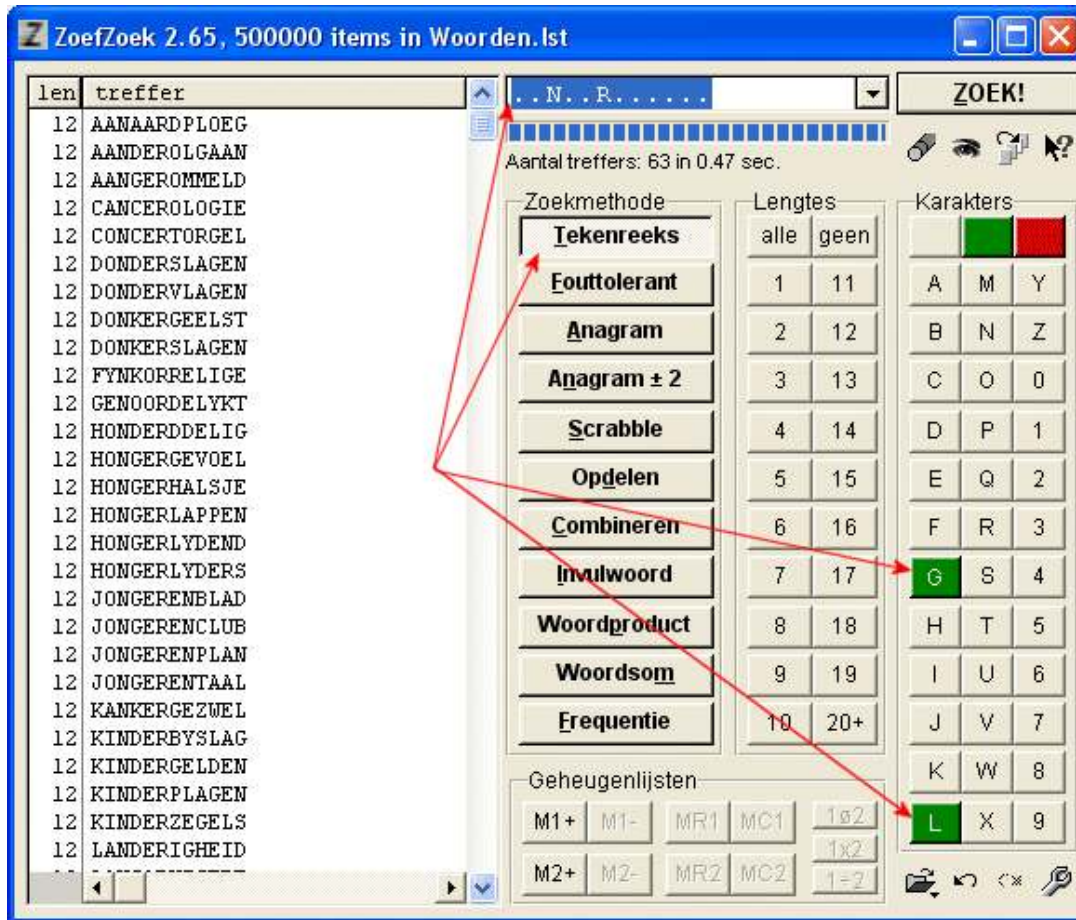 ZoefZoek 2.65, 500000 items in Woorden.lst
len treffer
12 AANAARDPLOEG
12 AANDEROLGAAN
12 AANGEROMMELD
12 CANCEROLOGIE
12 CONCERTORGEL
12 DONDERSLAGEN
12 DONDERVLAGEN
12 DONKERGEELST
12 DONKERSLAGEN
12 FYNKORRELIGE
12 GENOORDELYKT
12 HONDERDDELIG
12 HONGERGEVOEL
12 HONGERHALSJE
12 HONGERLAPPEN
12 HONGERLYDEND
12 HONGERLYDERS
12 JONGERENBLAD
12 JONGERENCLUB
12 JONGERENPLAN
12 JONGERENTAAL
12 KANKERGEZWEL
12 KINDERBYSLAG
12 KINDERGELDEN
12 KINDERPLAGEN
12 KINDERZEGELS
12 LANDERIGHEID
..N..R......
ZOEK!
Aantal treffers: 63 in 0.47 sec.
Zoekmethode
Tekenreeks
Fouttolerant
Anagram
Anagram ± 2
Scrabble
Opdelen
Combineren
Invulwoord
Woordproduct
Woordsom
Frequentie
Lengtes
alle geen
1 11
2 12
3 13
4 14
5 15
6 16
7 17
8 18
9 19
10 20+
Karakters
A M Y
B N Z
C O 0
D P 1
E Q 2
F R 3
G S 4
H T 5
I U 6
J V 7
K W 8
L X 9
Geheugenlijsten
M1+ M1- MR1 MC1 1ø2
1x2
M2+ M2- MR2 MC2 1÷2